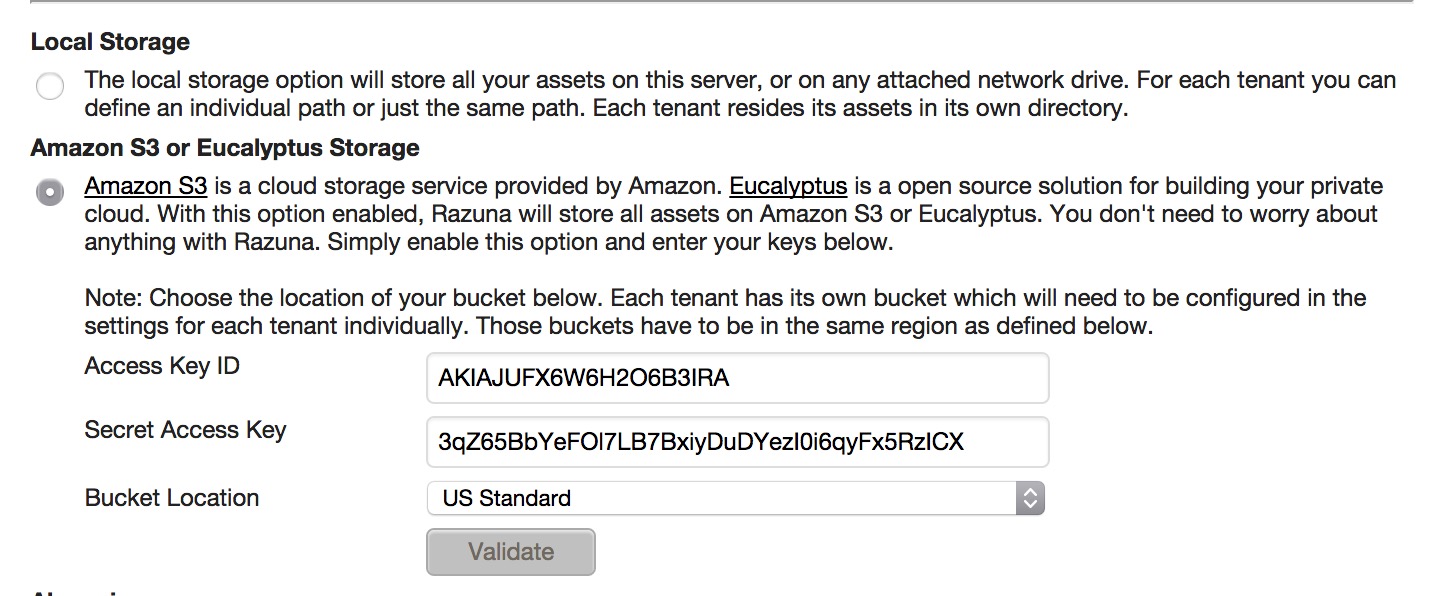 Local Storage
The local storage option will store all your assets on this server, or on any attached network drive. For each tenant you can
define an individual path or just the same path. Each tenant resides its assets in its own directory.
Amazon S3 or Eucalyptus Storage
Amazon S3 is a cloud storage service provided by Amazon. Eucalyptus is a open source solution for building your private
cloud. With this option enabled, Razuna will store all assets on Amazon S3 or Eucalyptus. You don't need to worry about
anything with Razuna. Simply enable this option and enter your keys below.
Note: Choose the location of your bucket below. Each tenant has its own bucket which will need to be configured in the
settings for each tenant individually. Those buckets have to be in the same region as defined below.
Access Key ID
AKIAJUFX6W6H2O6B3IRA
Secret Access Key
Bucket Location
US Standard
Validate